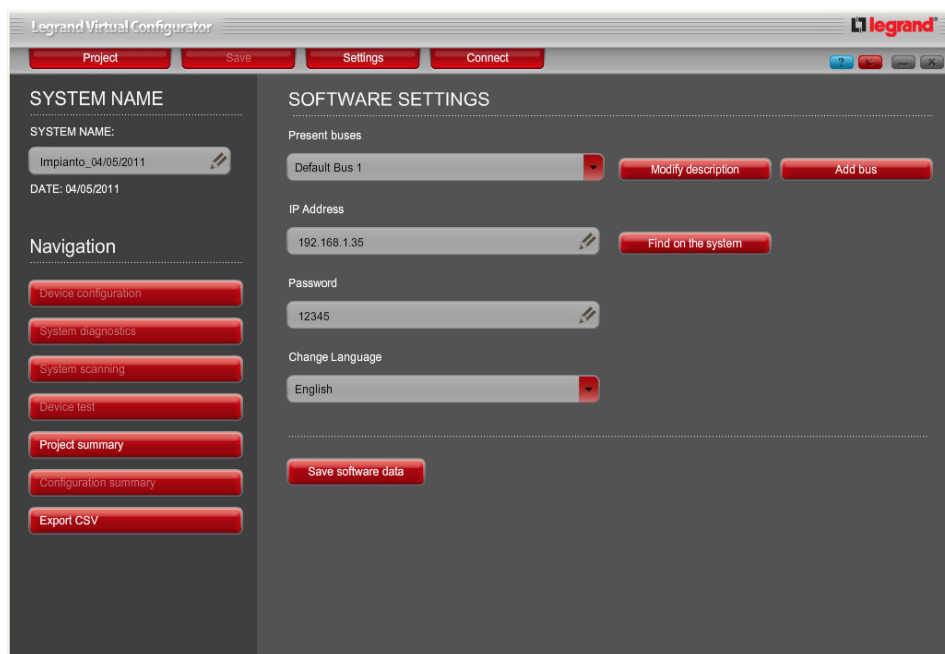 Legrand Virtual Configurator
legrand
Project
Save
Settings
Connect
?
SYSTEM NAME
SYSTEM NAME:
Impianto_04/05/2011
DATE: 04/05/2011
Navigation
Device configuration
System diagnostics
System scanning
Device test
Project summary
Configuration summary
Export CSV
SOFTWARE SETTINGS
Present buses
Default Bus 1
Modify description
Add bus
IP Address
192.168.1.35
Find on the system
Password
12345
Change Language
English
Save software data